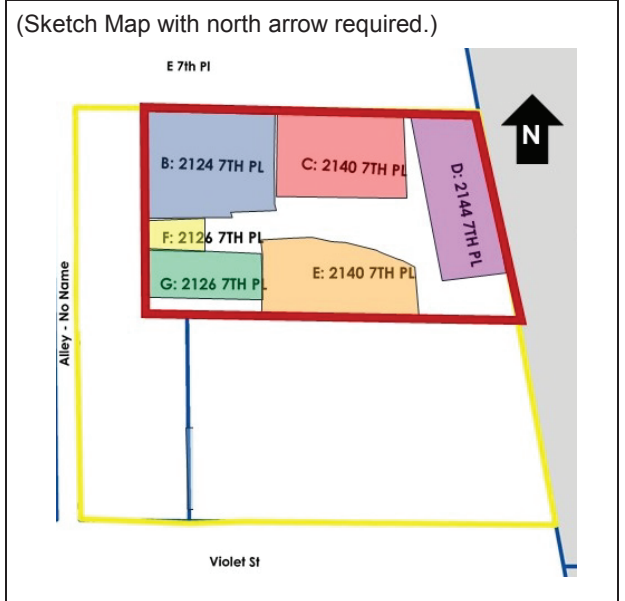 (Sketch Map with north arrow required.)
E 7th Pl
N
B: 2124 7TH PL
C: 2140 7TH PL
D: 2144 7TH PL
F: 2126 7TH PL
G: 2126 7TH PL
E: 2140 7TH PL
Alley - No Name
Violet St